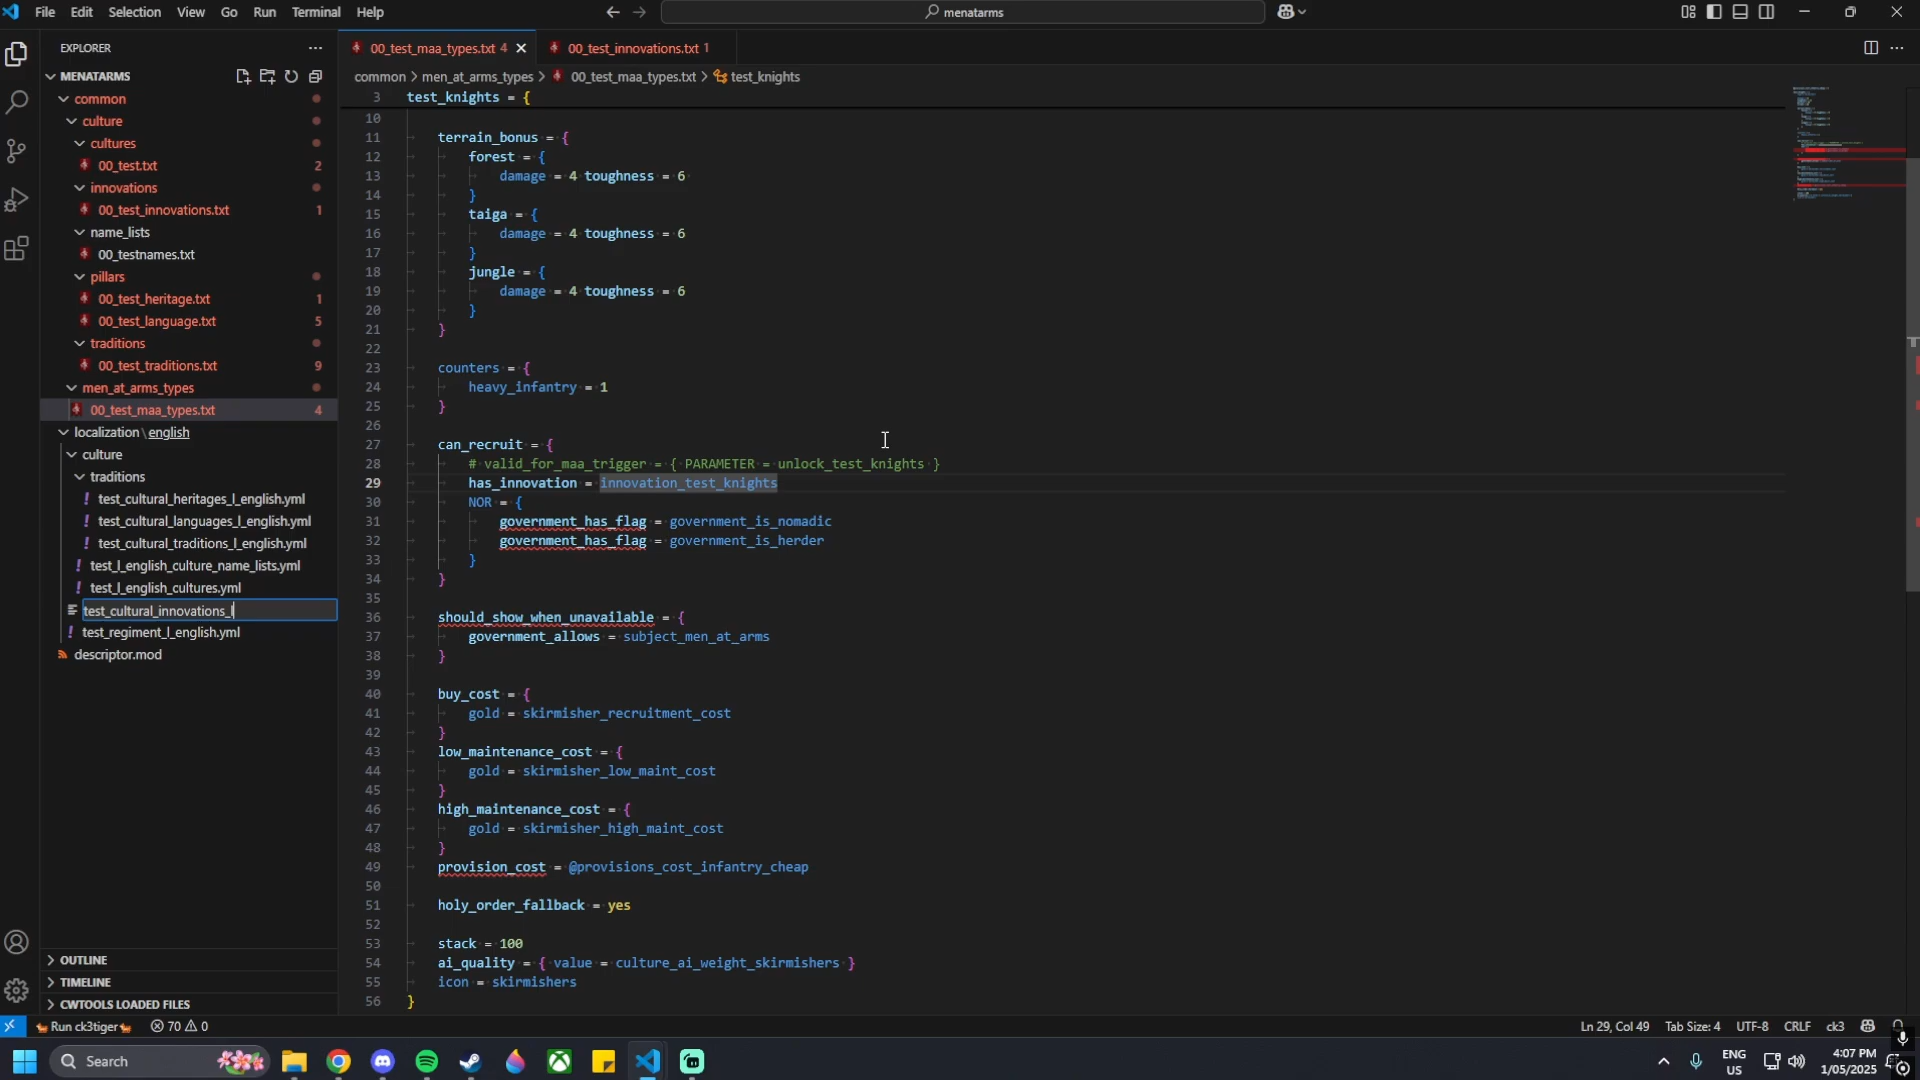 File Edit Selection View Go Run Terminal Help
menatarms
EXPLORER
MENATARMS
common
culture
cultures
00_test.txt 2
innovations
00_test_innovations.txt 1
name_lists
00_testnames.txt
pillars
00_test_heritage.txt 1
00_test_language.txt 5
traditions
00_test_traditions.txt 9
men_at_arms_types
00_test_maa_types.txt 4
localization\english
culture
traditions
test_cultural_heritages_l_english.yml
test_cultural_languages_l_english.yml
test_cultural_traditions_l_english.yml
test_l_english_culture_name_lists.yml
test_l_english_cultures.yml
test_cultural_innovations_l
test_regiment_l_english.yml
descriptor.mod
OUTLINE
TIMELINE
CWTOOLS LOADED FILES
00_test_maa_types.txt 4
00_test_innovations.txt 1
common > men_at_arms_types > 00_test_maa_types.txt > test_knights
3 test_knights = {
10
11 terrain_bonus = {
12 forest = {
13 damage = 4 toughness = 6
14 }
15 taiga = {
16 damage = 4 toughness = 6
17 }
18 jungle = {
19 damage = 4 toughness = 6
20 }
21 }
22
23 counters = {
24 heavy_infantry = 1
25 }
26
27 can_recruit = {
28 # valid_for_maa_trigger = { PARAMETER = unlock_test_knights }
29 has_innovation = innovation_test_knights
30 NOR = {
31 government_has_flag = government_is_nomadic
32 government_has_flag = government_is_herder
33 }
34 }
35
36 should_show_when_unavailable = {
37 government_allows = subject_men_at_arms
38 }
39
40 buy_cost = {
41 gold = skirmisher_recruitment_cost
42 }
43 low_maintenance_cost = {
44 gold = skirmisher_low_maint_cost
45 }
46 high_maintenance_cost = {
47 gold = skirmisher_high_maint_cost
48 }
49 provision_cost = @provisions_cost_infantry_cheap
50
51 holy_order_fallback = yes
52
53 stack = 100
54 ai_quality = { value = culture_ai_weight_skirmishers }
55 icon = skirmishers
56 }
Run ck3tiger 70 0
Ln 29, Col 49 Tab Size: 4 UTF-8 CRLF ck3
Search
ENG
US
4:07 PM
1/05/2025